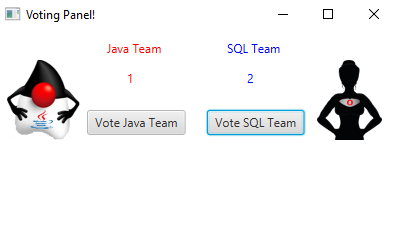 Voting Panel!
Java Team SQL Team
1 2
Vote Java Team Vote SQL Team